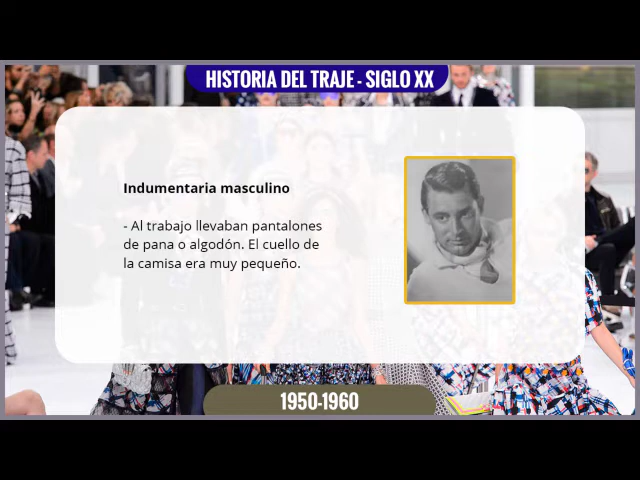 HISTORIA DEL TRAJE - SIGLO XX
Indumentaria masculino
- Al trabajo llevaban pantalones
de pana o algodón. El cuello de
la camisa era muy pequeño.
1950-1960